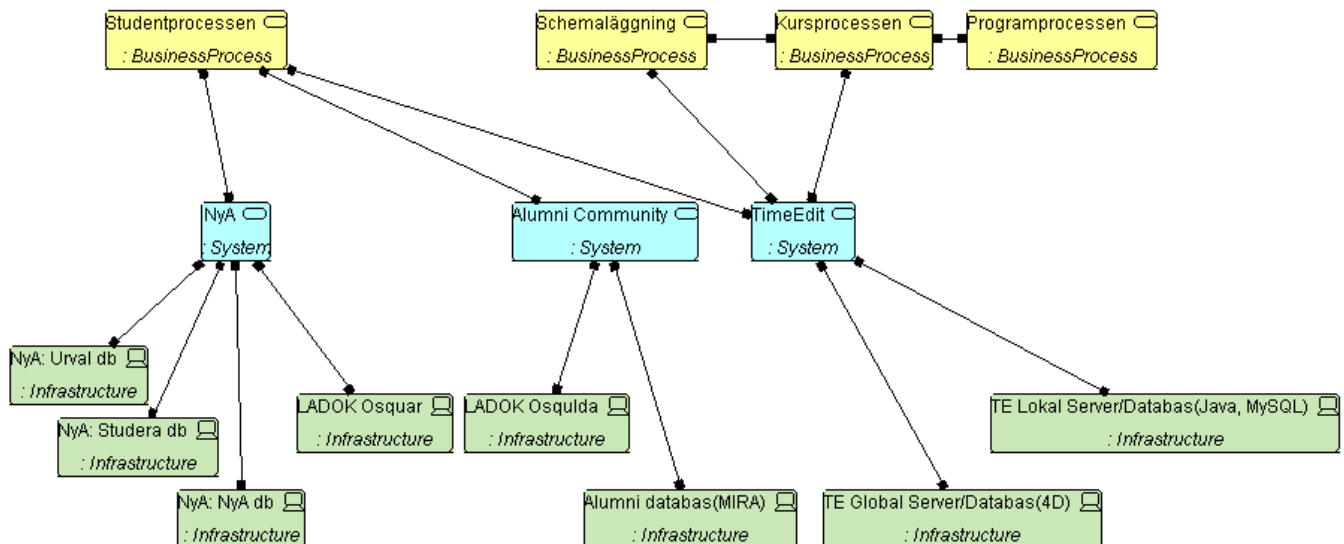 Studentprocessen
: BusinessProcess
Schemaläggning
: BusinessProcess
Kursprocessen
: BusinessProcess
Programprocessen
: BusinessProcess
NyA
: System
Alumni Community
: System
TimeEdit
: System
NyA: Urval db
: Infrastructure
NyA: Studera db
: Infrastructure
NyA: NyA db
: Infrastructure
LADOK Osquar
: Infrastructure
LADOK Osqulda
: Infrastructure
Alumni databas(MIRA)
: Infrastructure
TE Global Server/Databas(4D)
: Infrastructure
TE Lokal Server/Databas(Java, MySQL)
: Infrastructure